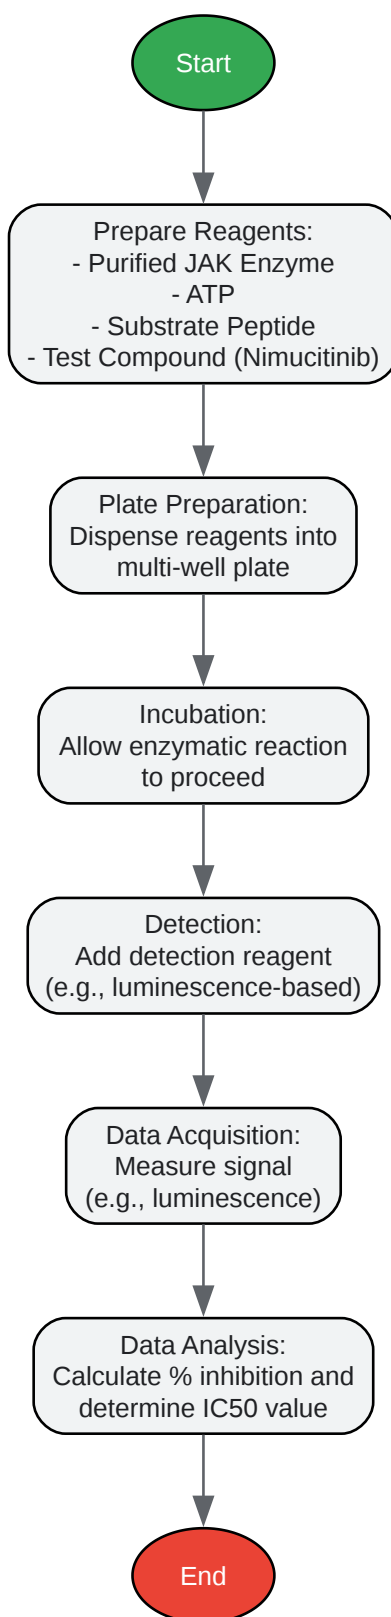 Start
Prepare Reagents:
- Purified JAK Enzyme
- ATP
- Substrate Peptide
- Test Compound (Nimucitinib)
Plate Preparation:
Dispense reagents into
multi-well plate
Incubation:
Allow enzymatic reaction
to proceed
Detection:
Add detection reagent
(e.g., luminescence-based)
Data Acquisition:
Measure signal
(e.g., luminescence)
Data Analysis:
Calculate % inhibition and
determine IC50 value
End